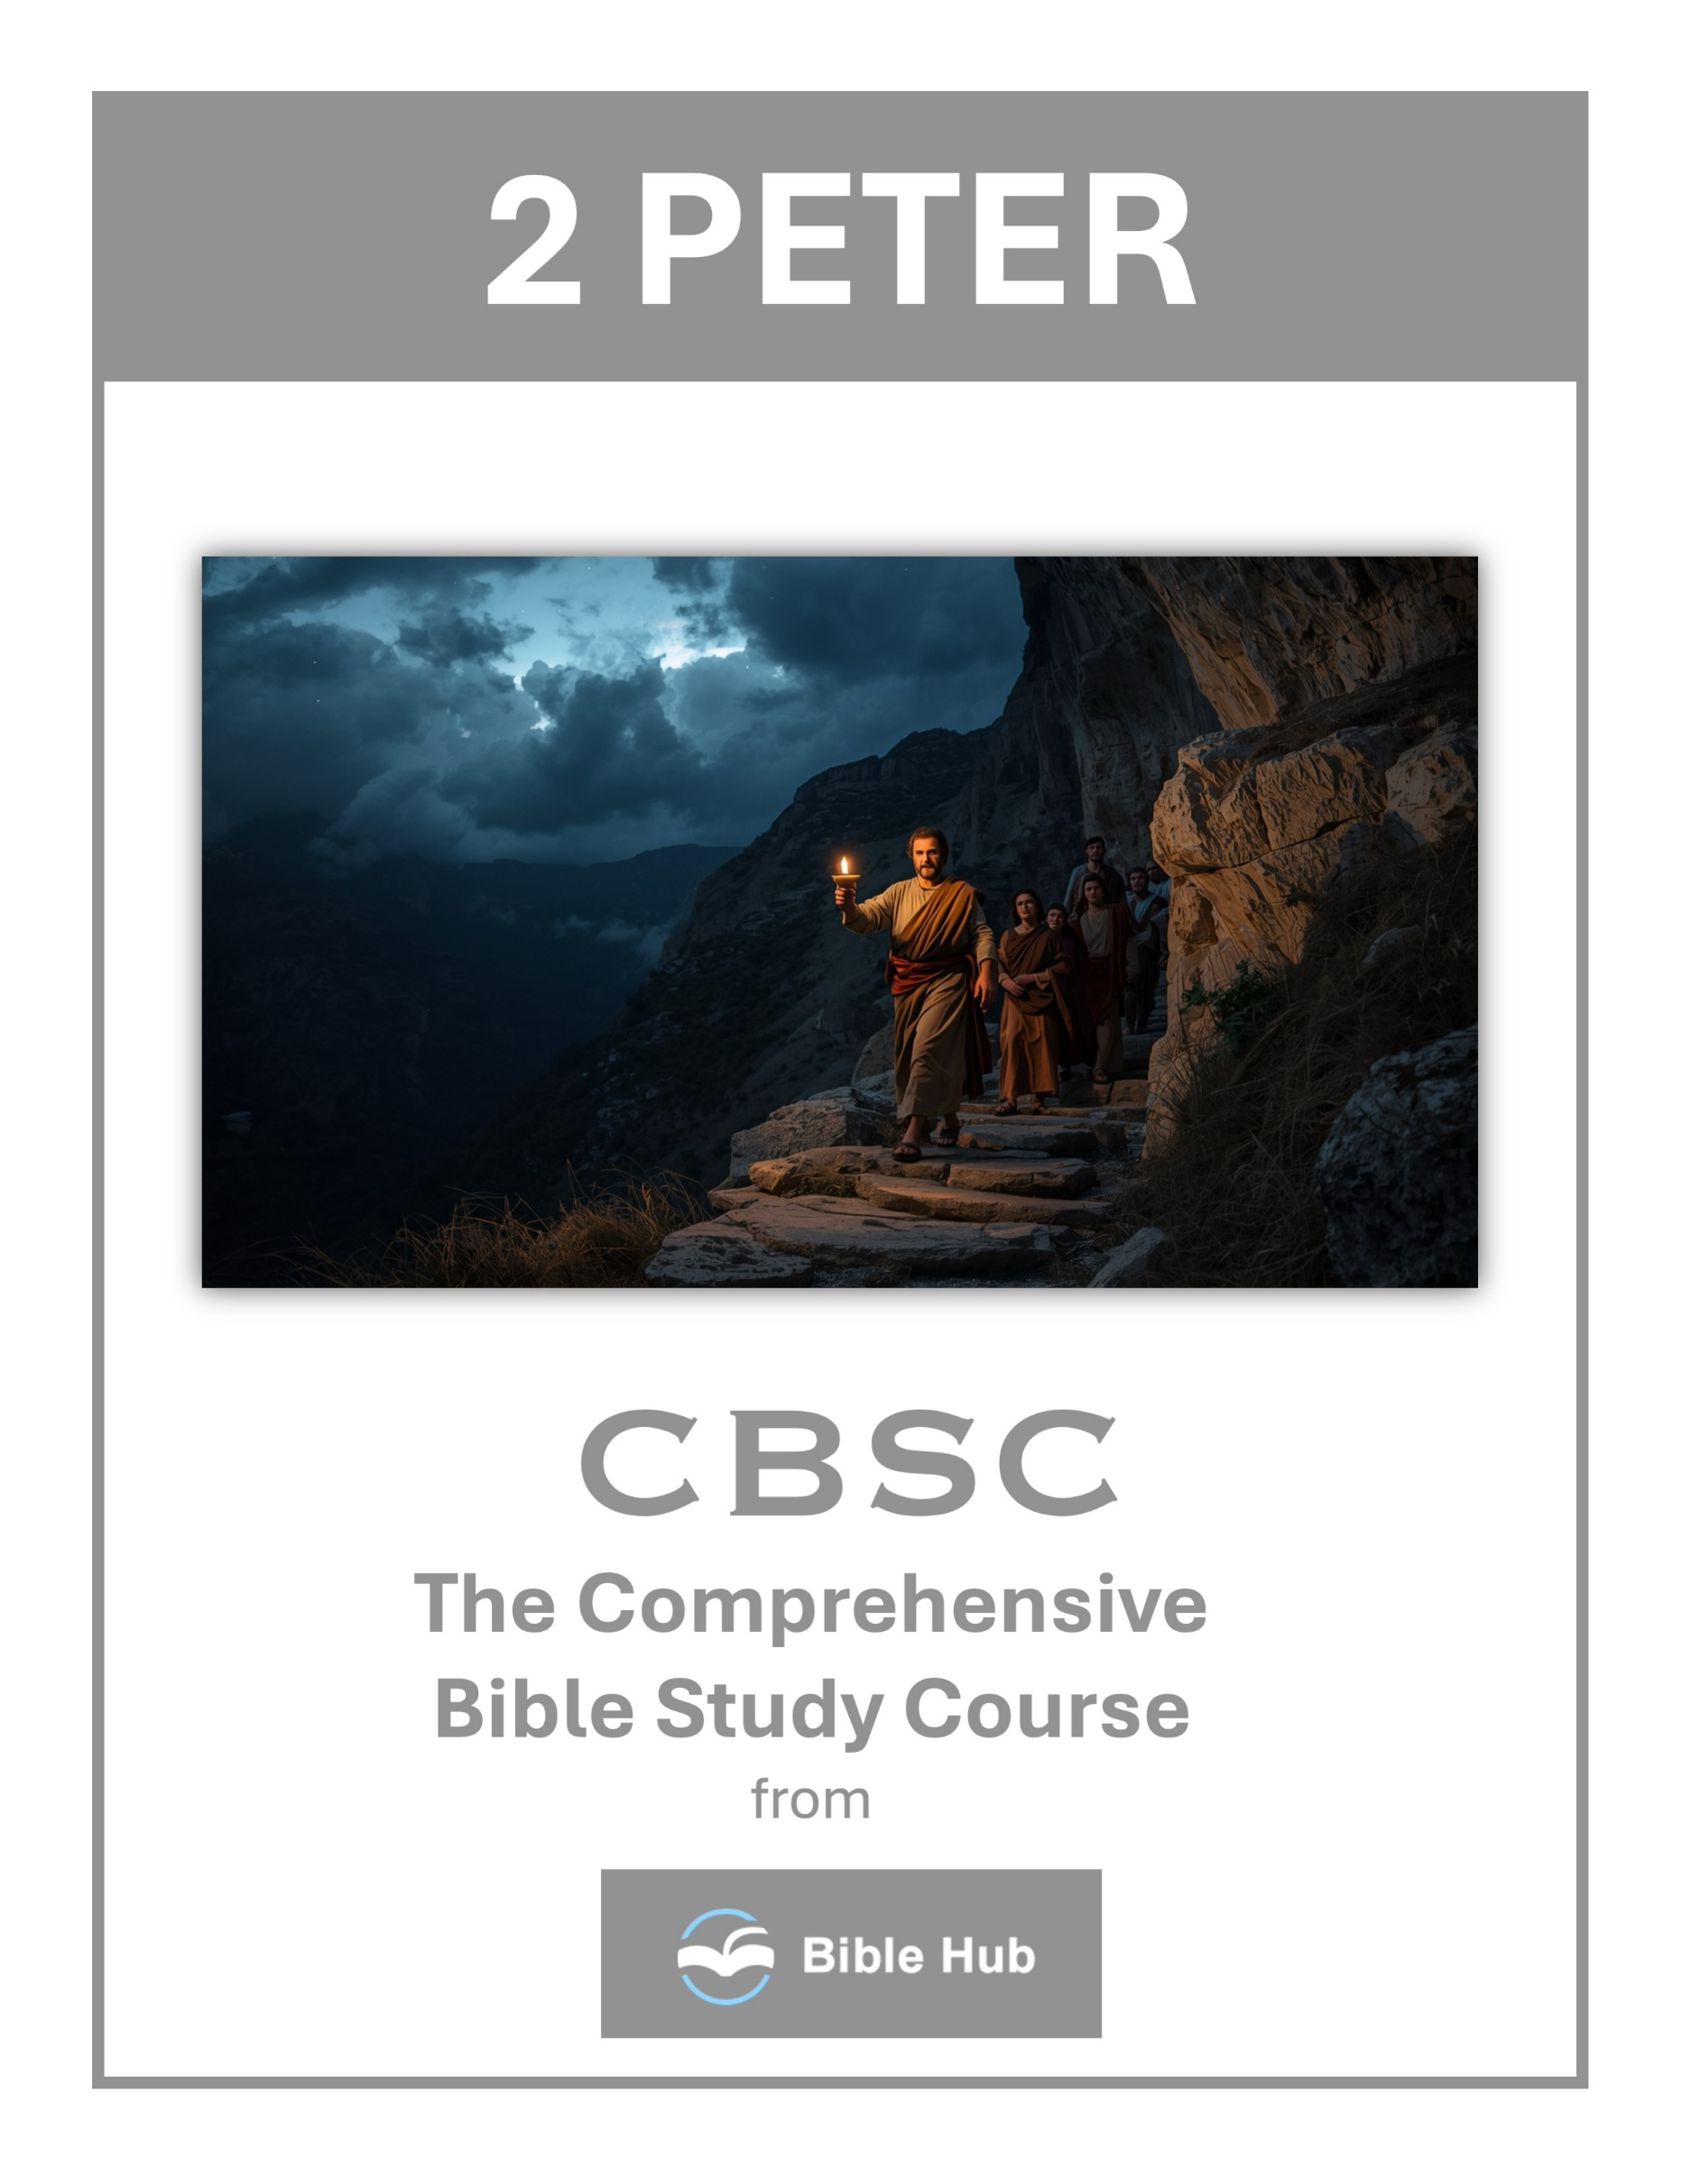 2 PETER
CBSC
The Comprehensive
Bible Study Course
from
Bible Hub